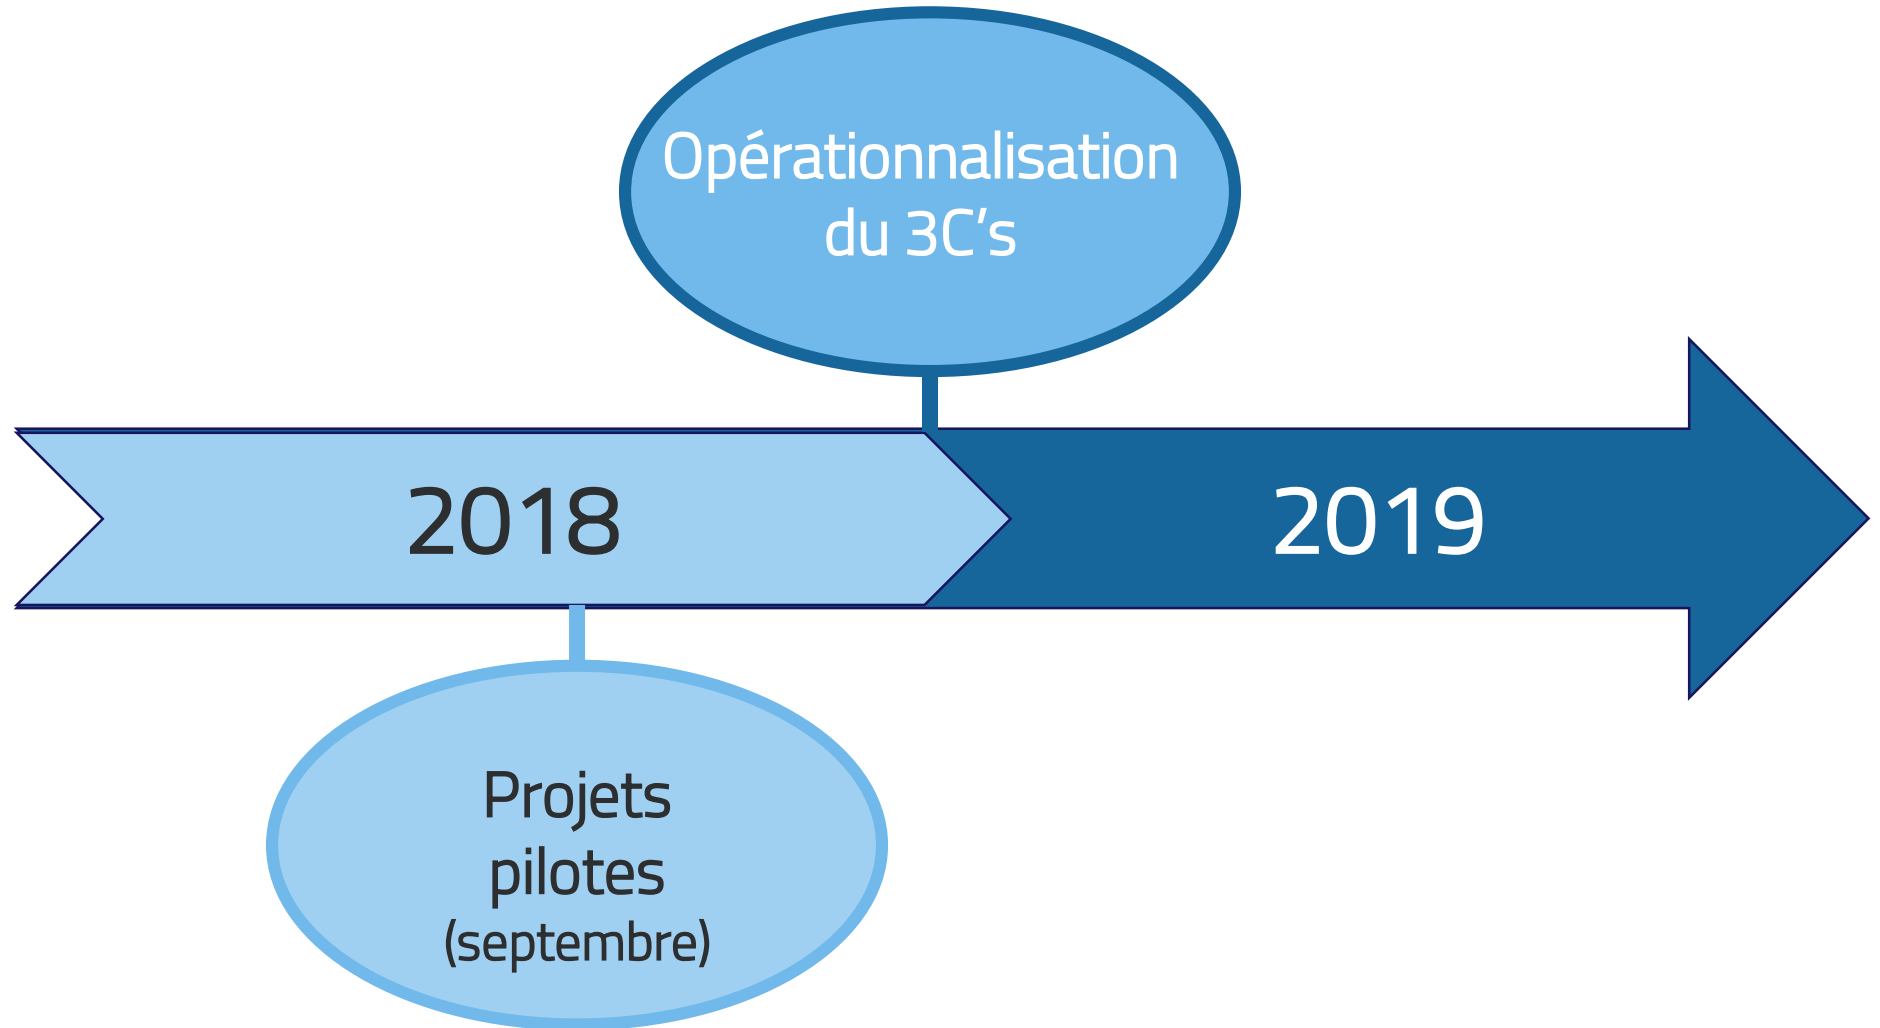 Opérationnalisation
du 3C’s
2018
2019
Projets
pilotes
(septembre)